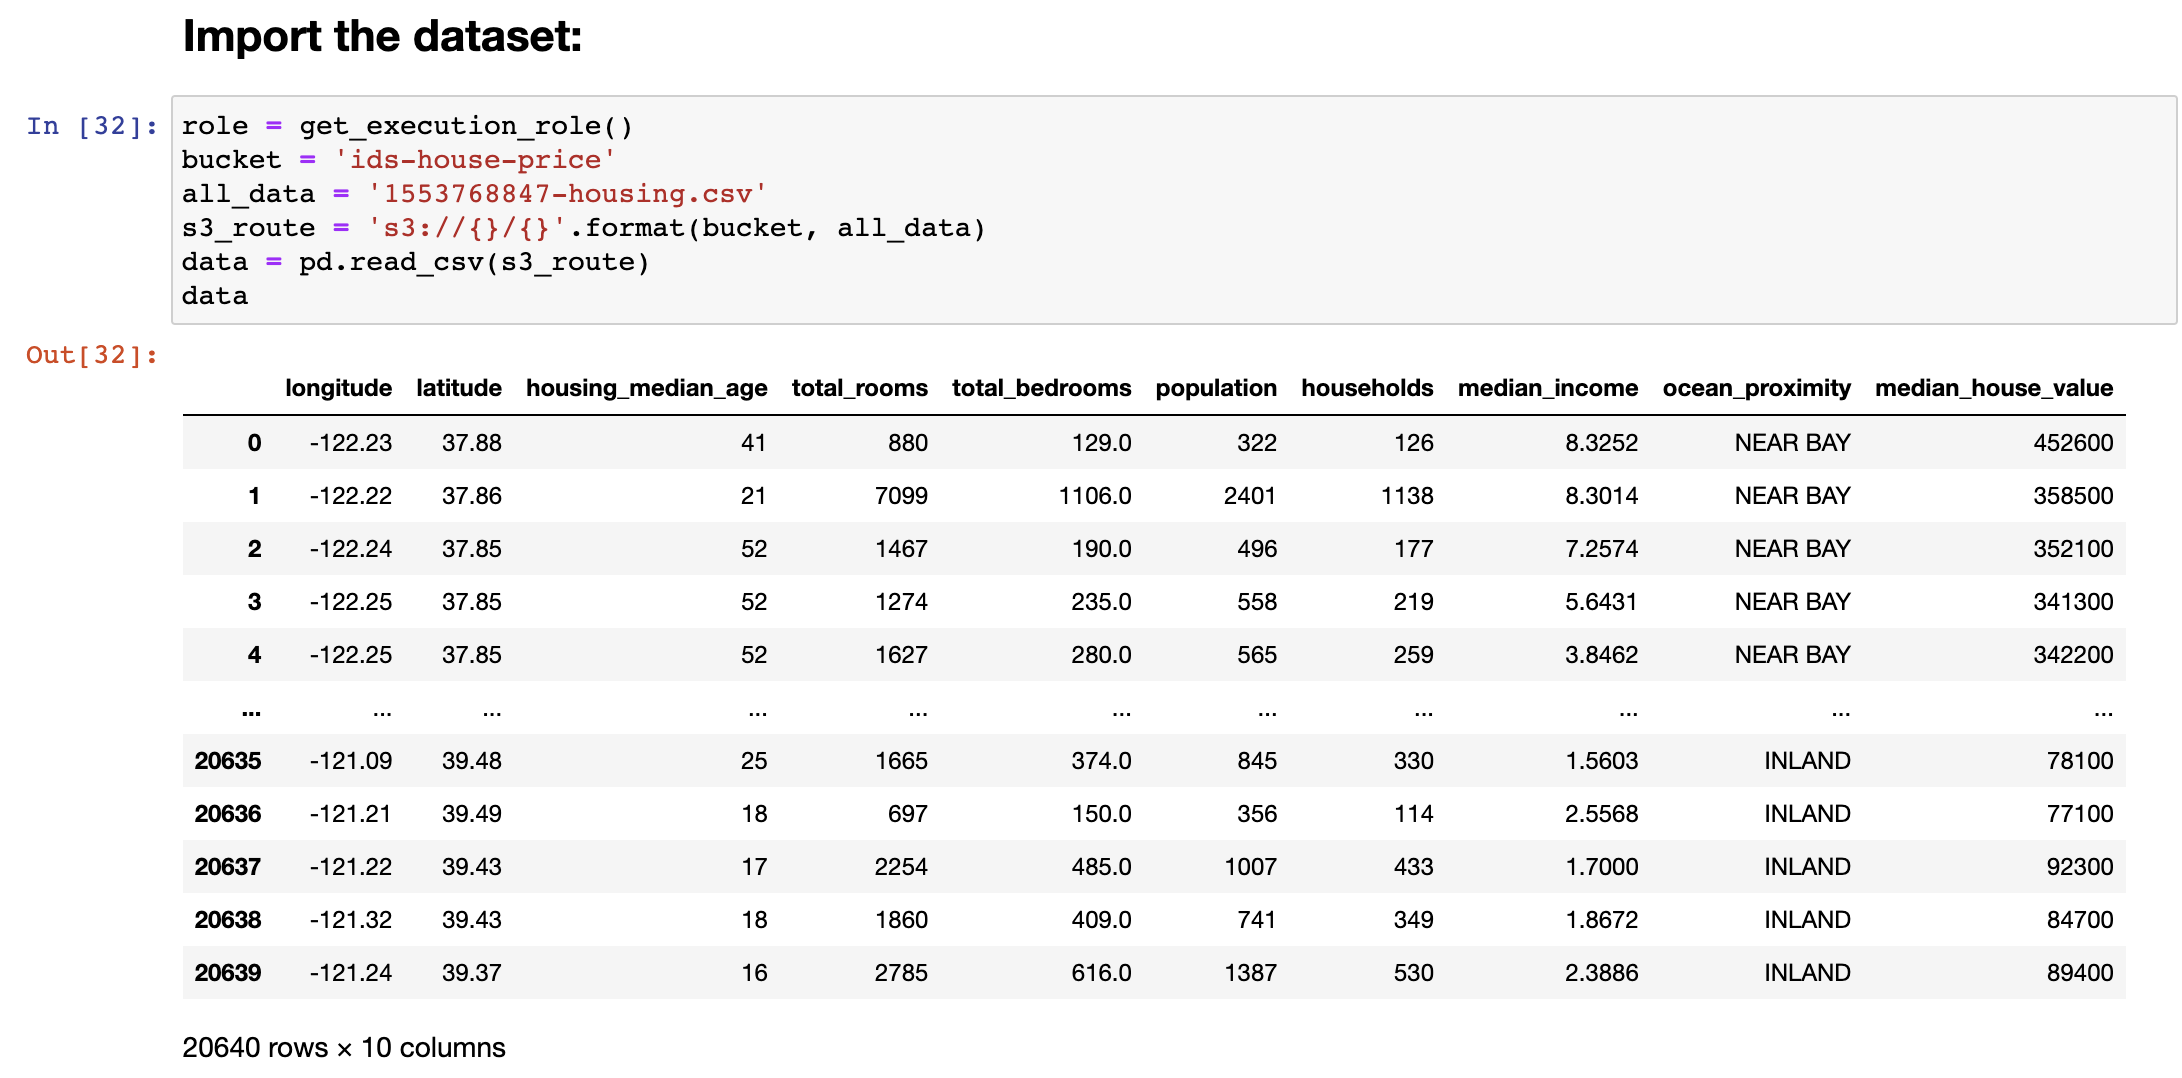 Import the dataset:
In [32]:
role = get_execution_role()
bucket = 'ids-house-price'
all_data = '1553768847-housing.csv'
s3_route = 's3://{}/{}'.format(bucket, all_data)
data = pd.read_csv(s3_route)
data
Out[32]:
longitude latitude housing_median_age total_rooms total_bedrooms population households median_income ocean_proximity median_house_value
0 -122.23 37.88 41 880 129.0 322 126 8.3252 NEAR BAY 452600
1 -122.22 37.86 21 7099 1106.0 2401 1138 8.3014 NEAR BAY 358500
2 -122.24 37.85 52 1467 190.0 496 177 7.2574 NEAR BAY 352100
3 -122.25 37.85 52 1274 235.0 558 219 5.6431 NEAR BAY 341300
4 -122.25 37.85 52 1627 280.0 565 259 3.8462 NEAR BAY 342200
... ... ... ... ... ... ... ... ... ... ...
20635 -121.09 39.48 25 1665 374.0 845 330 1.5603 INLAND 78100
20636 -121.21 39.49 18 697 150.0 356 114 2.5568 INLAND 77100
20637 -121.22 39.43 17 2254 485.0 1007 433 1.7000 INLAND 92300
20638 -121.32 39.43 18 1860 409.0 741 349 1.8672 INLAND 84700
20639 -121.24 39.37 16 2785 616.0 1387 530 2.3886 INLAND 89400
20640 rows × 10 columns